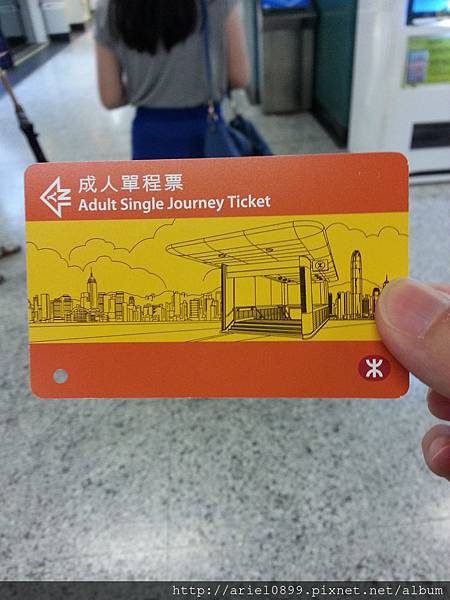 成人單程票
Adult Single Journey Ticket
http://ariel0899.pixnet.net/album